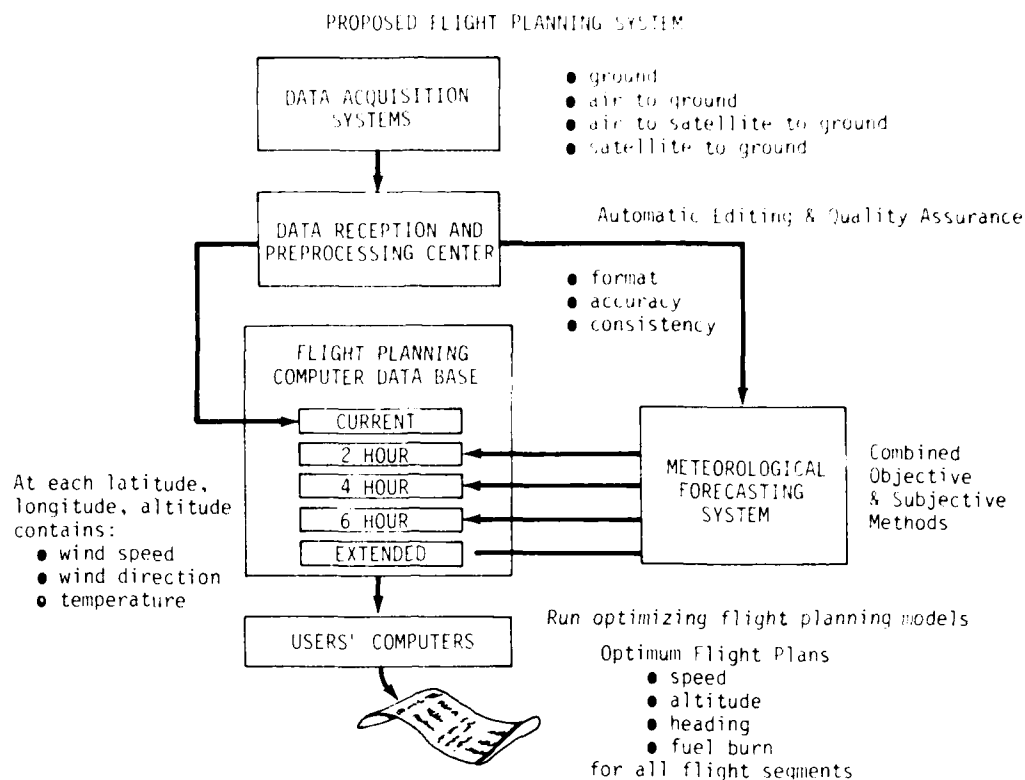 PROPOSED FLIGHT PLANNING SYSTEM
DATA ACQUISITION
SYSTEMS
● ground
● air to ground
● air to satellite to ground
● satellite to ground
DATA RECEPTION AND
PREPROCESSING CENTER
Automatic Editing & Quality Assurance
● format
● accuracy
● consistency
FLIGHT PLANNING
COMPUTER DATA BASE
CURRENT
2 HOUR
4 HOUR
6 HOUR
EXTENDED
METEOROLOGICAL
FORECASTING
SYSTEM
Combined
Objective
& Subjective
Methods
At each latitude,
longitude, altitude
contains:
● wind speed
● wind direction
● temperature
USERS' COMPUTERS
Run optimizing flight planning models
Optimum Flight Plans
● speed
● altitude
● heading
● fuel burn
for all flight segments